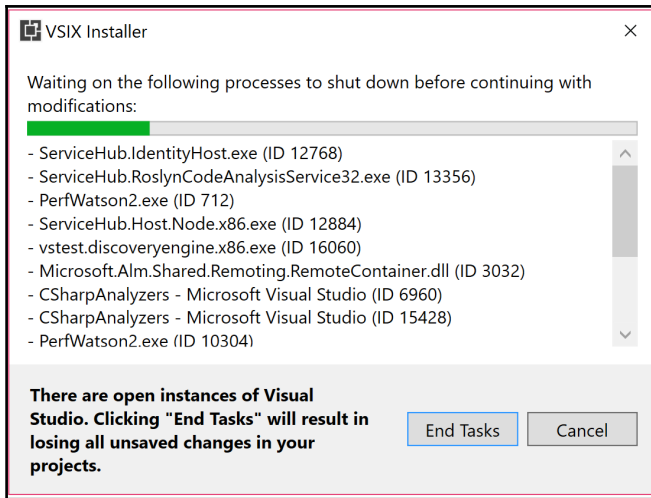 VSIX Installer
Waiting on the following processes to shut down before continuing with
modifications:
- ServiceHub.IdentityHost.exe (ID 12768)
- ServiceHub.RoslynCodeAnalysisService32.exe (ID 13356)
- PerfWatson2.exe (ID 712)
- ServiceHub.Host.Node.x86.exe (ID 12884)
- vstest.discoveryengine.x86.exe (ID 16060)
- Microsoft.Alm.Shared.Remoting.RemoteContainer.dll (ID 3032)
- CSharpAnalyzers - Microsoft Visual Studio (ID 6960)
- CSharpAnalyzers - Microsoft Visual Studio (ID 15428)
- PerfWatson2.exe (ID 10304)
There are open instances of Visual
Studio. Clicking "End Tasks" will result in
losing all unsaved changes in your
projects.
End Tasks
Cancel